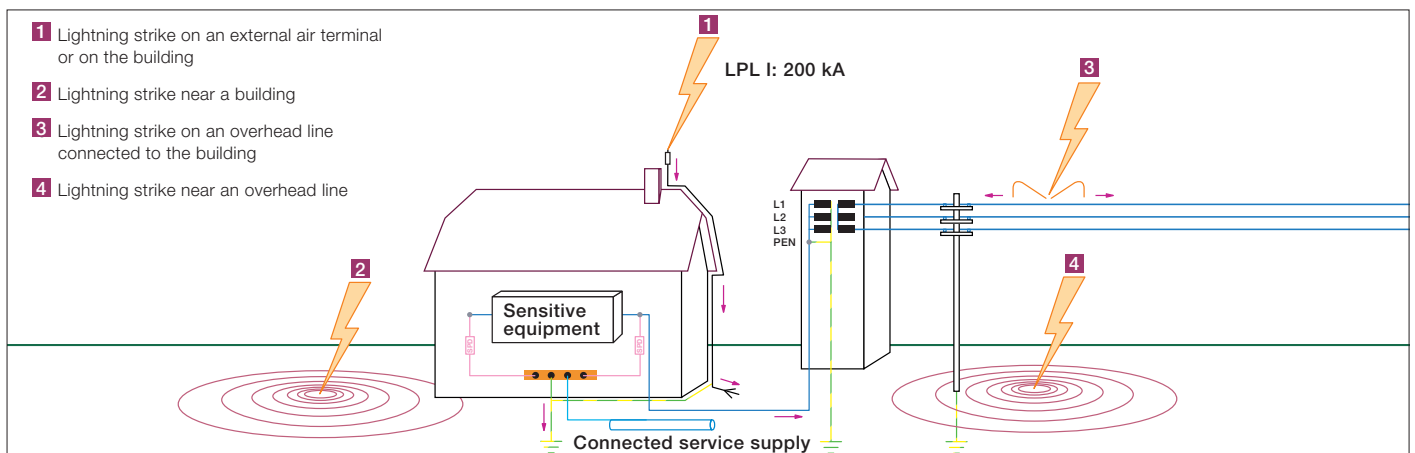 1 Lightning strike on an external air terminal
or on the building
2 Lightning strike near a building
3 Lightning strike on an overhead line
connected to the building
4 Lightning strike near an overhead line
1
LPL I: 200 kA
3
L1
L2
L3
PEN
2
4
Sensitive
equipment
SPD
SPD
Connected service supply